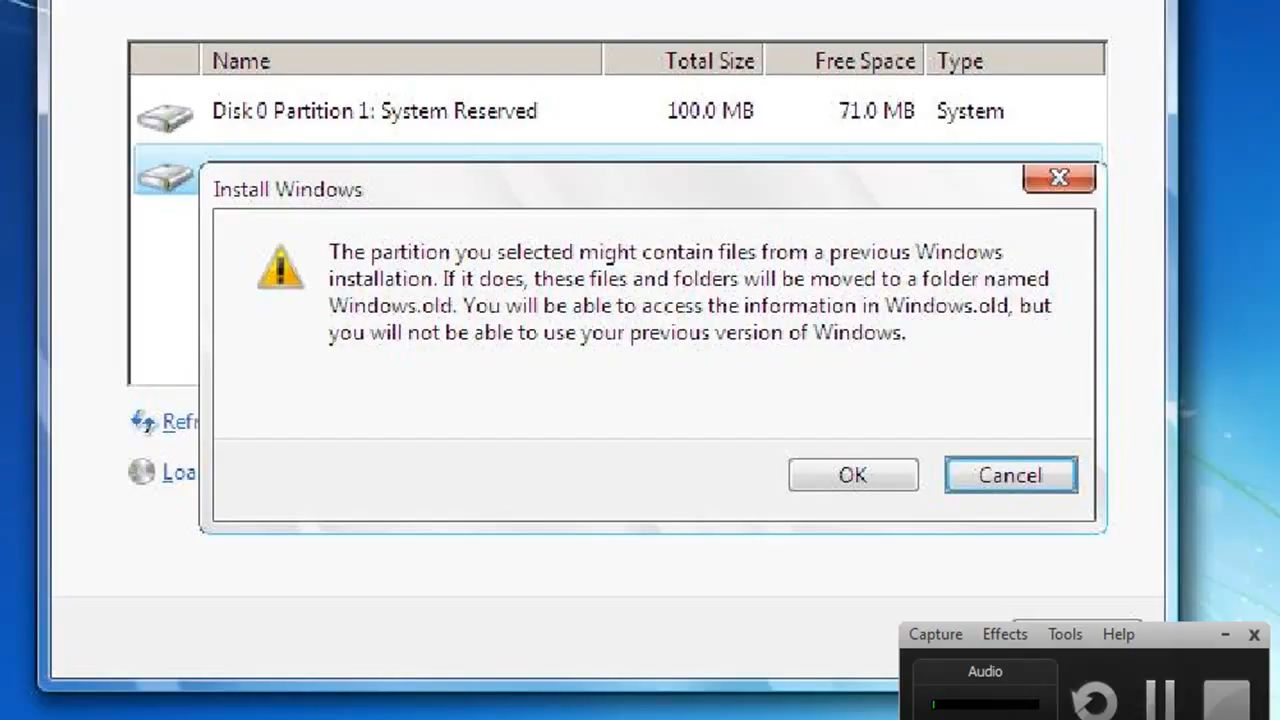 Name Total Size Free Space Type
Disk 0 Partition 1: System Reserved 100.0 MB 71.0 MB System
Install Windows
The partition you selected might contain files from a previous Windows
installation. If it does, these files and folders will be moved to a folder named
Windows.old. You will be able to access the information in Windows.old, but
you will not be able to use your previous version of Windows.
Refr
Loa
OK Cancel
Capture Effects Tools Help
Audio